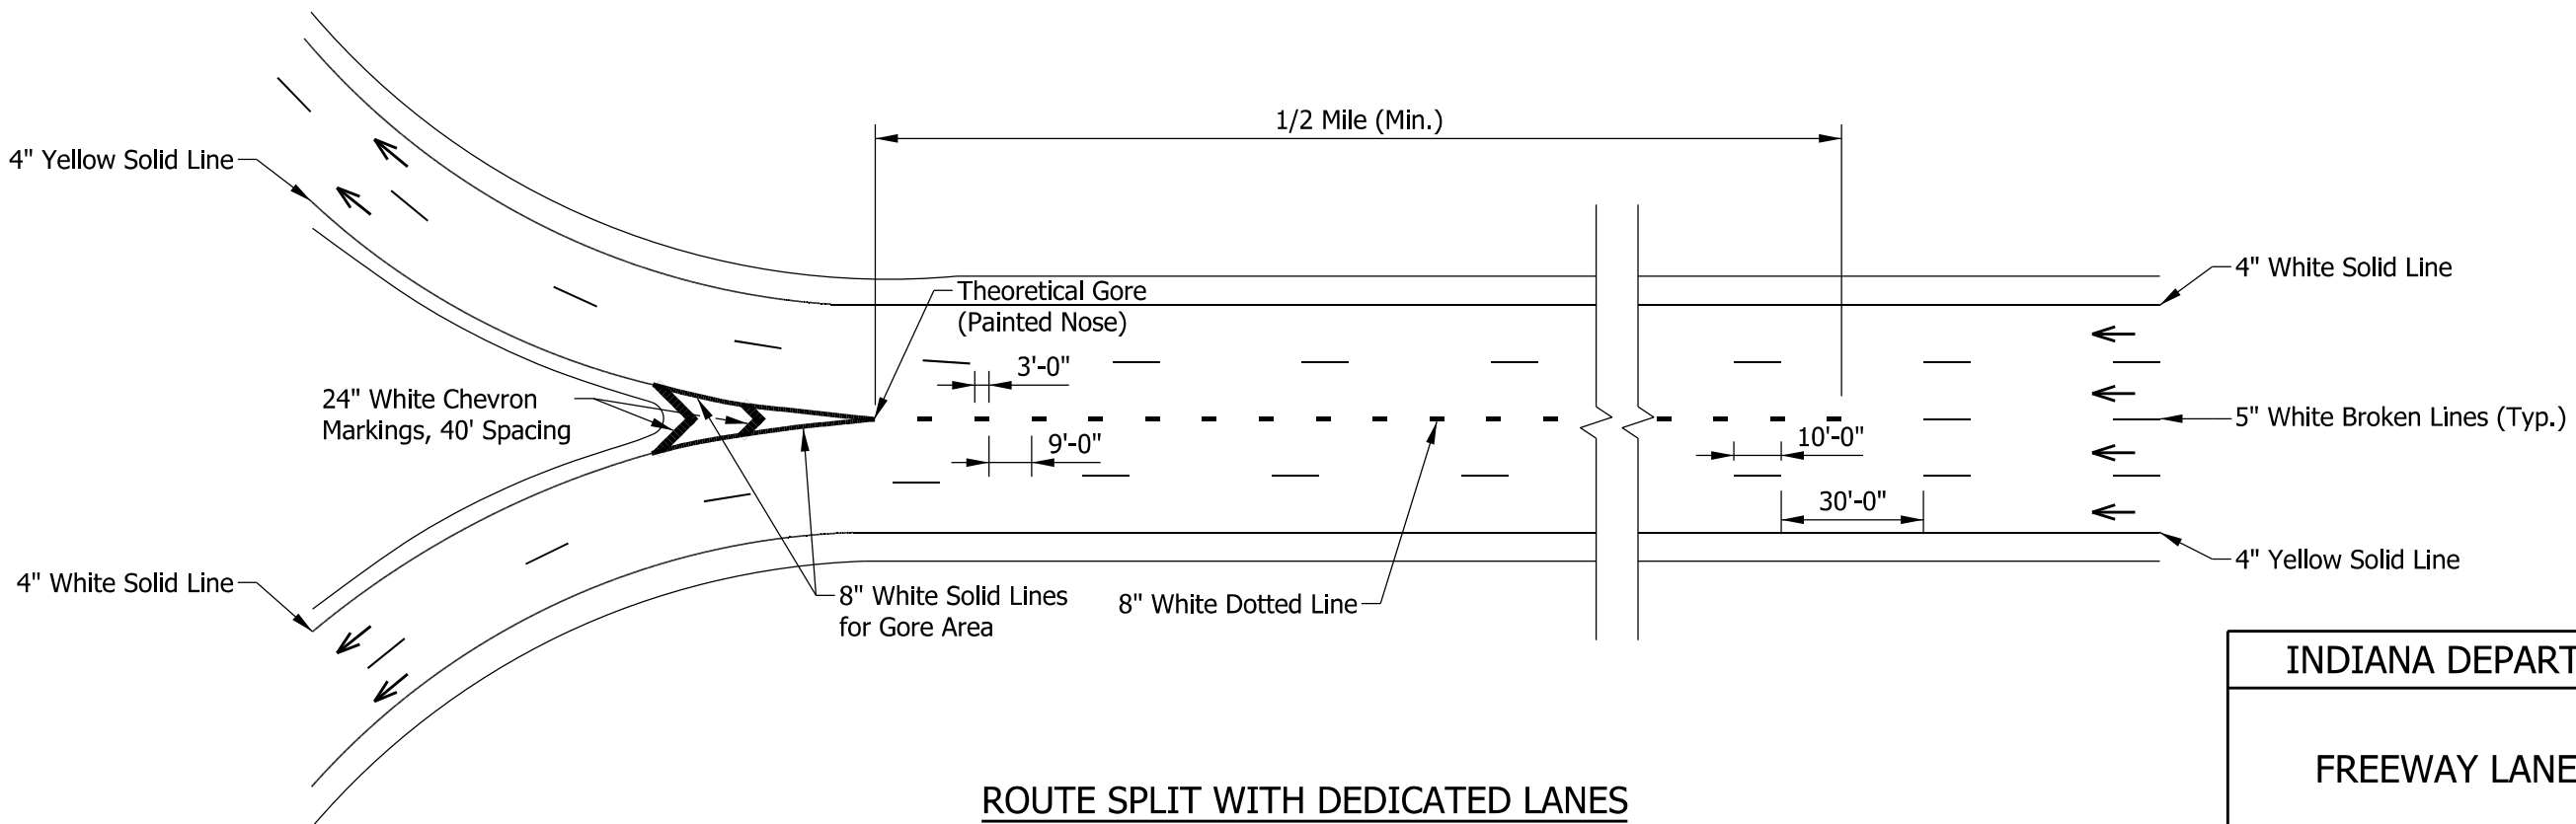 1/2 Mile (Min.)
4" Yellow Solid Line
4" White Solid Line
Theoretical Gore
(Painted Nose)
3'-0"
24" White Chevron
Markings, 40' Spacing
5" White Broken Lines (Typ.)
9'-0"
10'-0"
30'-0"
4" Yellow Solid Line
4" White Solid Line
8" White Solid Lines
for Gore Area
8" White Dotted Line
INDIANA DEPART
FREEWAY LANE
ROUTE SPLIT WITH DEDICATED LANES